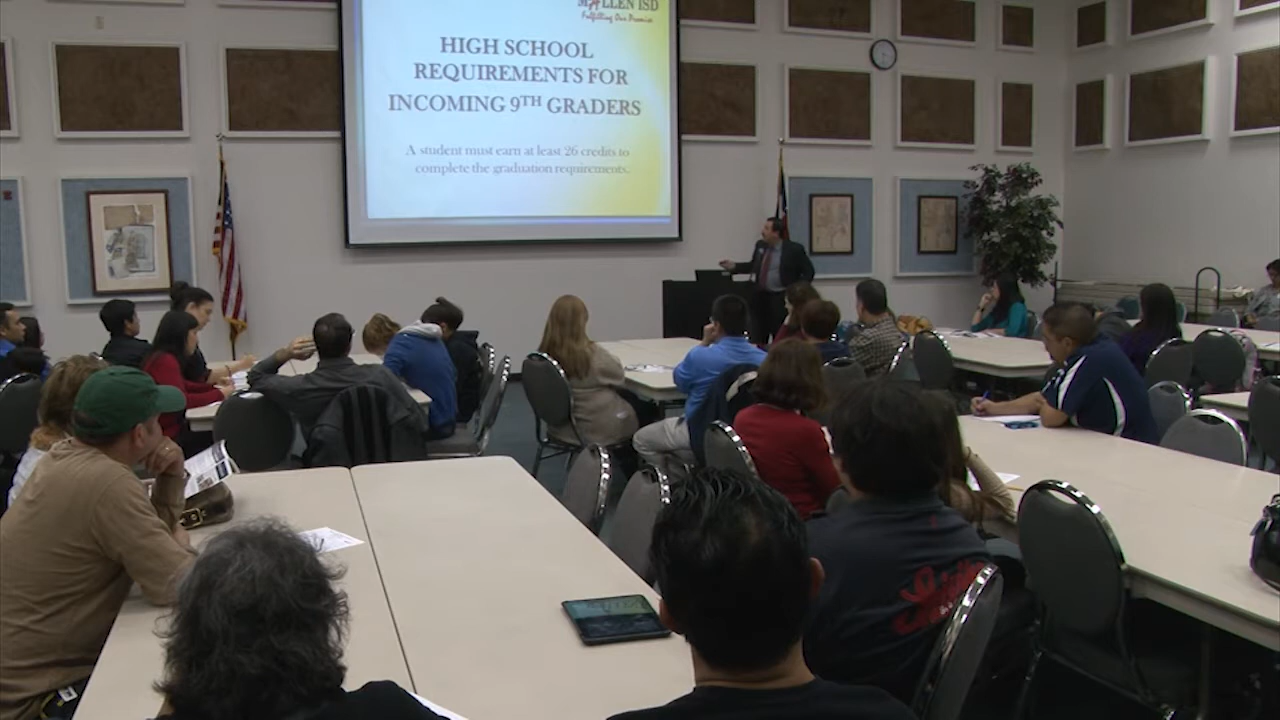 McALLEN ISD
Fulfilling Our Promise
HIGH SCHOOL
REQUIREMENTS FOR
INCOMING 9TH GRADERS
A student must earn at least 26 credits to
complete the graduation requirements.